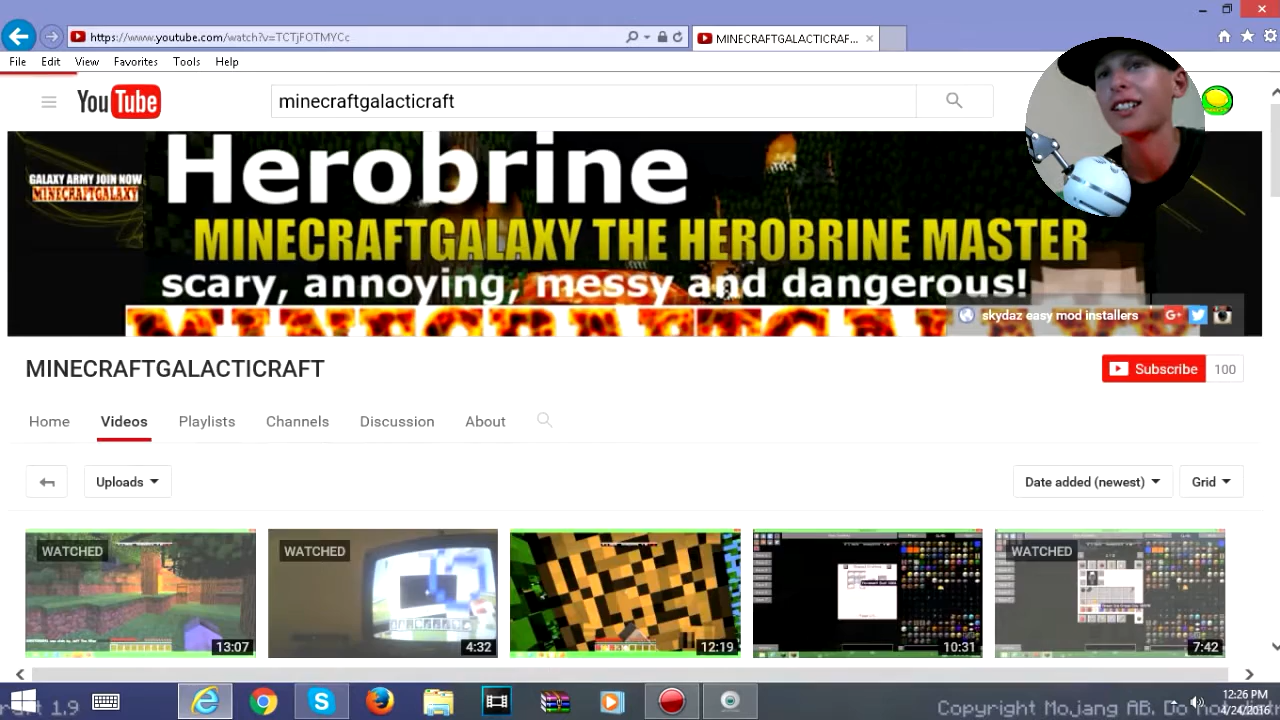 https://www.youtube.com/watch?v=TCTjFOTMYCc
MINECRAFTGALACTICRAF...
File Edit View Favorites Tools Help
YouTube
minecraftgalacticraft
GALAXY ARMY JOIN NOW
MINECRAFTGALAXY
Herobrine
MINECRAFTGALAXY THE HEROBRINE MASTER
scary, annoying, messy and dangerous!
skydaz easy mod installers
MINECRAFTGALACTICRAFT
Subscribe 100
Home Videos Playlists Channels Discussion About
Uploads Date added (newest) Grid
WATCHED WATCHED WATCHED
13:07 4:32 12:19 10:31 7:42
12:26 PM
4/24/2016
raft 1.9
Copyright Mojang AB. Do not